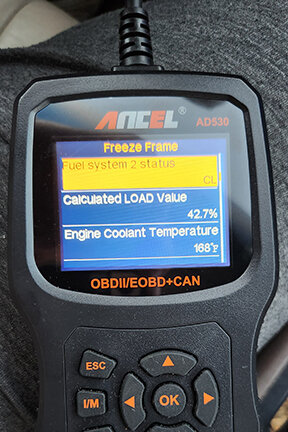 ANCEL®
AD530
Freeze Frame
Fuel system 2 status
CL
Calculated LOAD Value
42.7%
Engine Coolant Temperature
168°F
OBDII/EOBD+CAN
ESC
I/M
OK